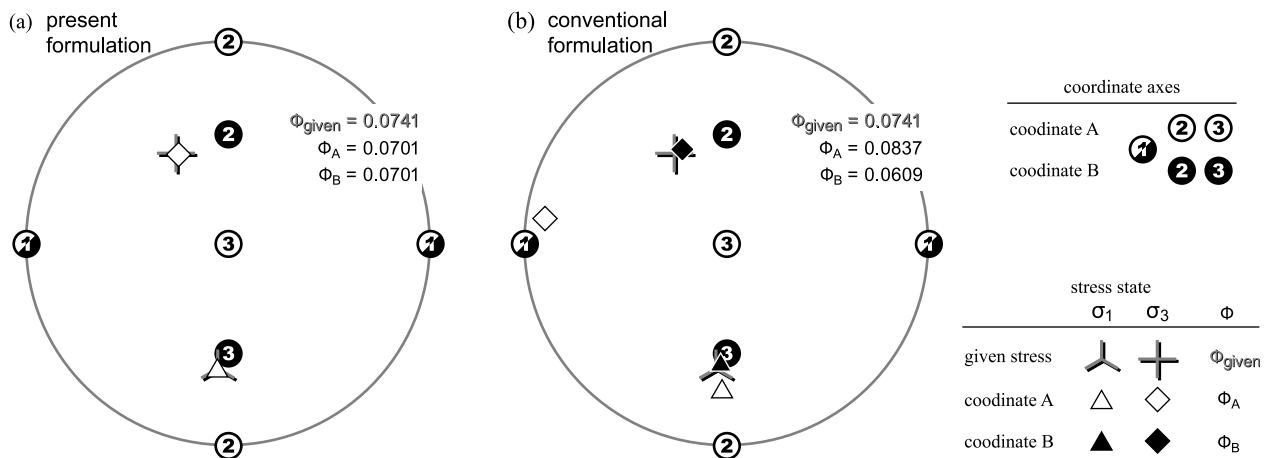 (a) present
formulation
2
2
Φgiven = 0.0741
ΦA = 0.0701
ΦB = 0.0701
1
3
1
3
2
(b) conventional
formulation
2
2
Φgiven = 0.0741
ΦA = 0.0837
ΦB = 0.0609
1
3
1
3
2
coordinate axes
coodinate A 2 3
1
coodinate B 2 3
stress state
σ1 σ3 Φ
given stress Φgiven
coodinate A ΦA
coodinate B ΦB